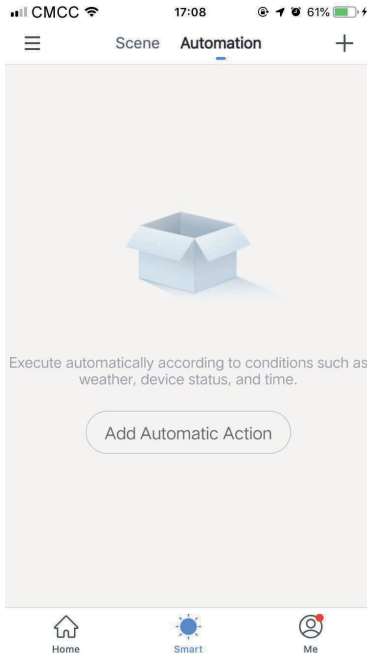 CMCC 17:08 61%
Scene Automation
Execute automatically according to conditions such as
weather, device status, and time.
Add Automatic Action
Home Smart Me